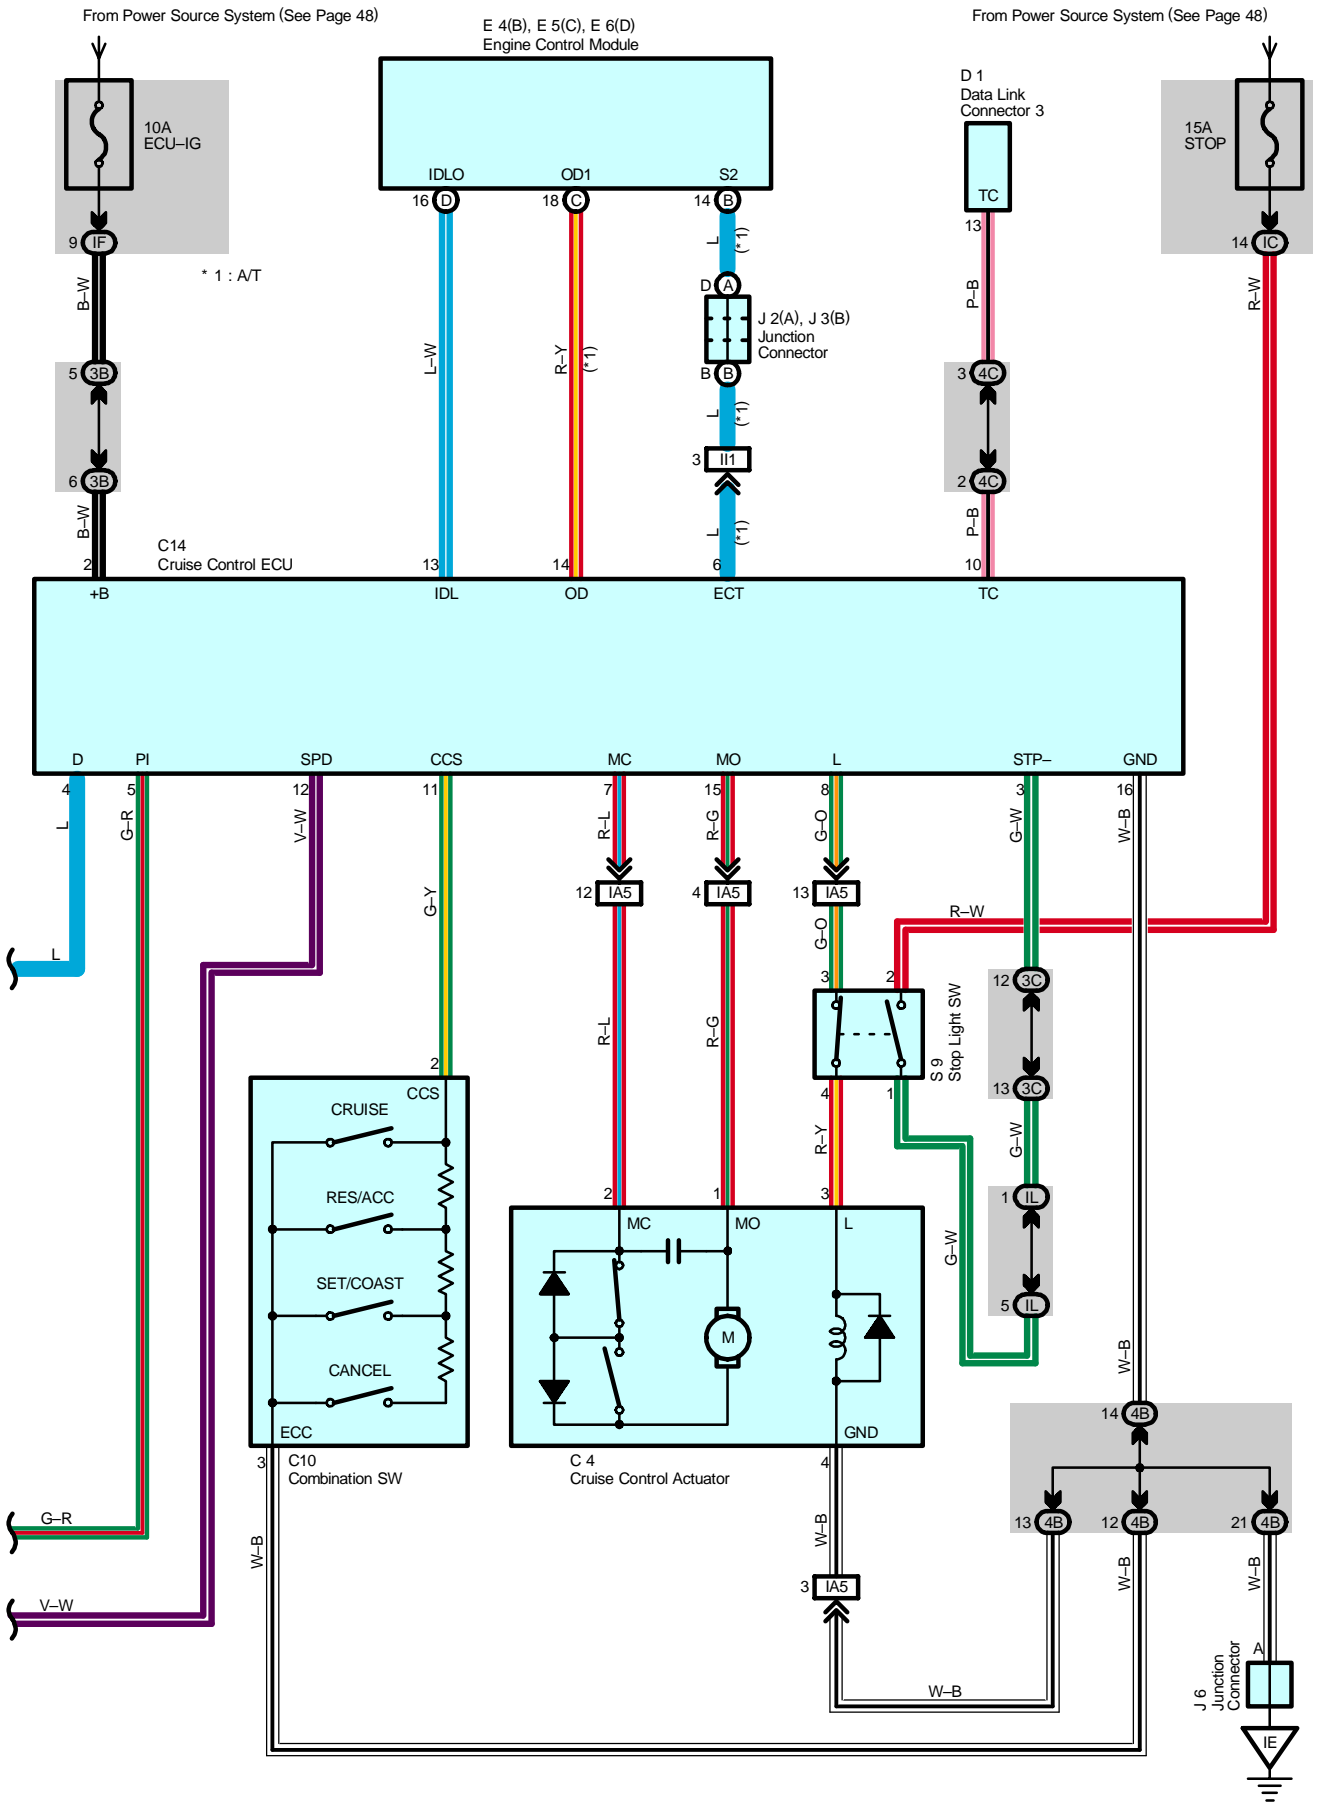 From Power Source System (See Page 48)
From Power Source System (See Page 48)
E 4(B), E 5(C), E 6(D)
Engine Control Module
D 1
Data Link
Connector 3
10A
ECU–IG
15A
STOP
IDLO
OD1
S2
TC
16 D
18 C
14 B
13
9 IF
14 IC
* 1 : A/T
B–W
L–W
R–Y
(*1)
L
(*1)
P–B
R–W
D A
J 2(A), J 3(B)
Junction
Connector
B B
5 3B
3 4C
L
(*1)
3 II1
6 3B
2 4C
B–W
L
(*1)
P–B
C14
Cruise Control ECU
2
13
14
6
10
+B
IDL
OD
ECT
TC
D
PI
SPD
CCS
MC
MO
L
STP–
GND
4
5
12
11
7
15
8
3
16
L
G–R
V–W
G–Y
R–L
R–G
G–O
G–W
W–B
12 IA5
4 IA5
13 IA5
R–W
G–O
L
3
2
12 3C
R–L
R–G
S 9
Stop Light SW
13 3C
2
4
1
CCS
CRUISE
R–Y
G–W
RES/ACC
2
1
3
1 IL
MC
MO
L
G–W
SET/COAST
5 IL
M
CANCEL
W–B
14 4B
ECC
GND
3
C10
Combination SW
C 4
Cruise Control Actuator
4
G–R
13 4B
12 4B
21 4B
W–B
W–B
W–B
W–B
3 IA5
V–W
A
J 6
Junction
Connector
W–B
IE